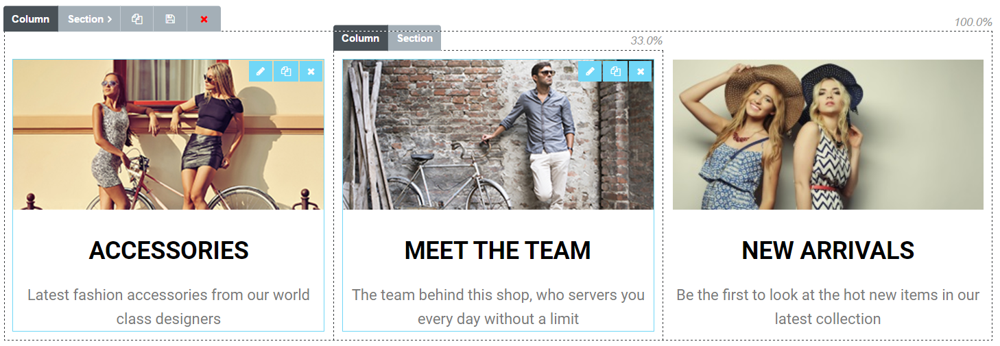 Column Section
100.0%
Column Section
33.0%
ACCESSORIES
Latest fashion accessories from our world
class designers
MEET THE TEAM
The team behind this shop, who servers you
every day without a limit
NEW ARRIVALS
Be the first to look at the hot new items in our
latest collection